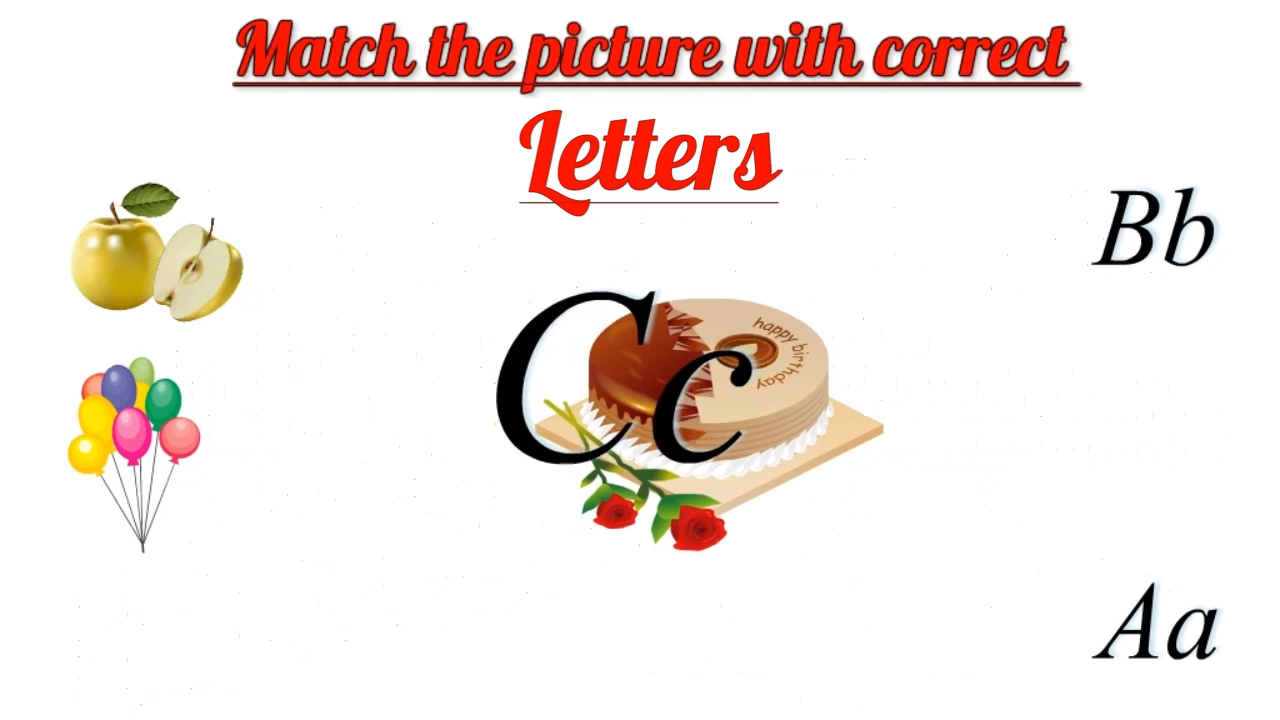 Match the picture with correct
Letters
Bb
Cc
happy birthday
Aa